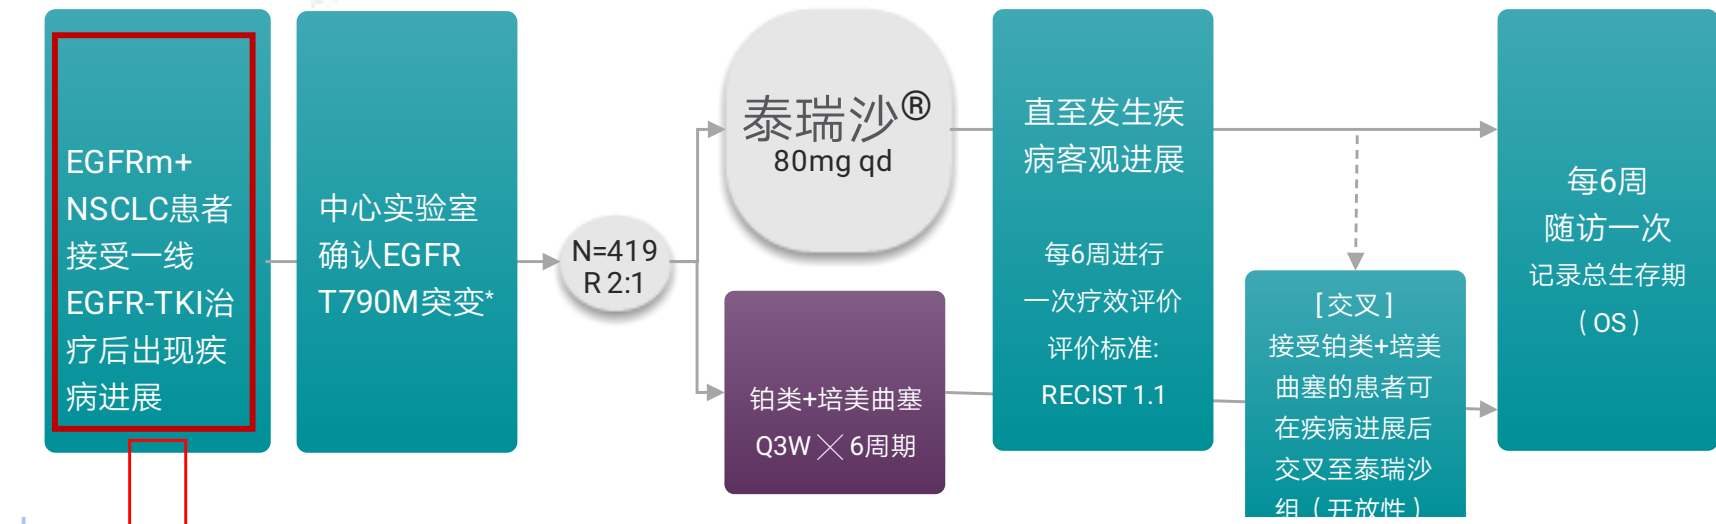 EGFRm+
NSCLC患者
接受一线
EGFR-TKI治
疗后出现疾
病进展
中心实验室
确认EGFR
T790M突变*
N=419
R 2:1
泰瑞沙®
80mg qd
铂类+培美曲塞
Q3W╳6周期
直至发生疾
病客观进展
每6周进行
一次疗效评价
评价标准:
RECIST 1.1
[交叉]
接受铂类+培美
曲塞的患者可
在疾病进展后
交叉至泰瑞沙
组（开放性）
每6周
随访一次
记录总生存期
（OS）